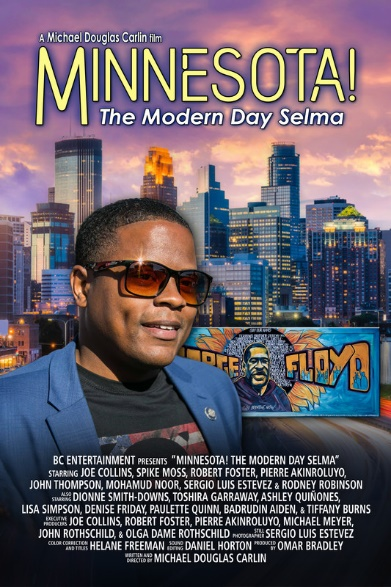 A Michael Douglas Carlin film
MINNESOTA!
The Modern Day Selma
GEORGE FLOYD
BC ENTERTAINMENT PRESENTS "MINNESOTA! THE MODERN DAY SELMA"
STARRING JOE COLLINS, SPIKE MOSS, ROBERT FOSTER, PIERRE AKINROLUYO,
JOHN THOMPSON, MOHAMUD NOOR, SERGIO LUIS ESTEVEZ & RODNEY ROBINSON
ALSO STARRING DIONNE SMITH-DOWNS, TOSHIRA GARRAWAY, ASHLEY QUIÑONES,
LISA SIMPSON, DENISE FRIDAY, PAULETTE QUINN, BADRUDIN AIDEN, & TIFFANY BURNS
EXECUTIVE PRODUCERS JOE COLLINS, ROBERT FOSTER, PIERRE AKINROLUYO, MICHAEL MEYER,
JOHN ROTHSCHILD, & OLGA DAME ROTHSCHILD STILL PHOTOGRAPHER SERGIO LUIS ESTEVEZ
COLOR CORRECTION AND TITLES HELANE FREEMAN SOUND EDITING DANIEL HORTON PRODUCED BY OMAR BRADLEY
WRITTEN AND DIRECTED BY MICHAEL DOUGLAS CARLIN